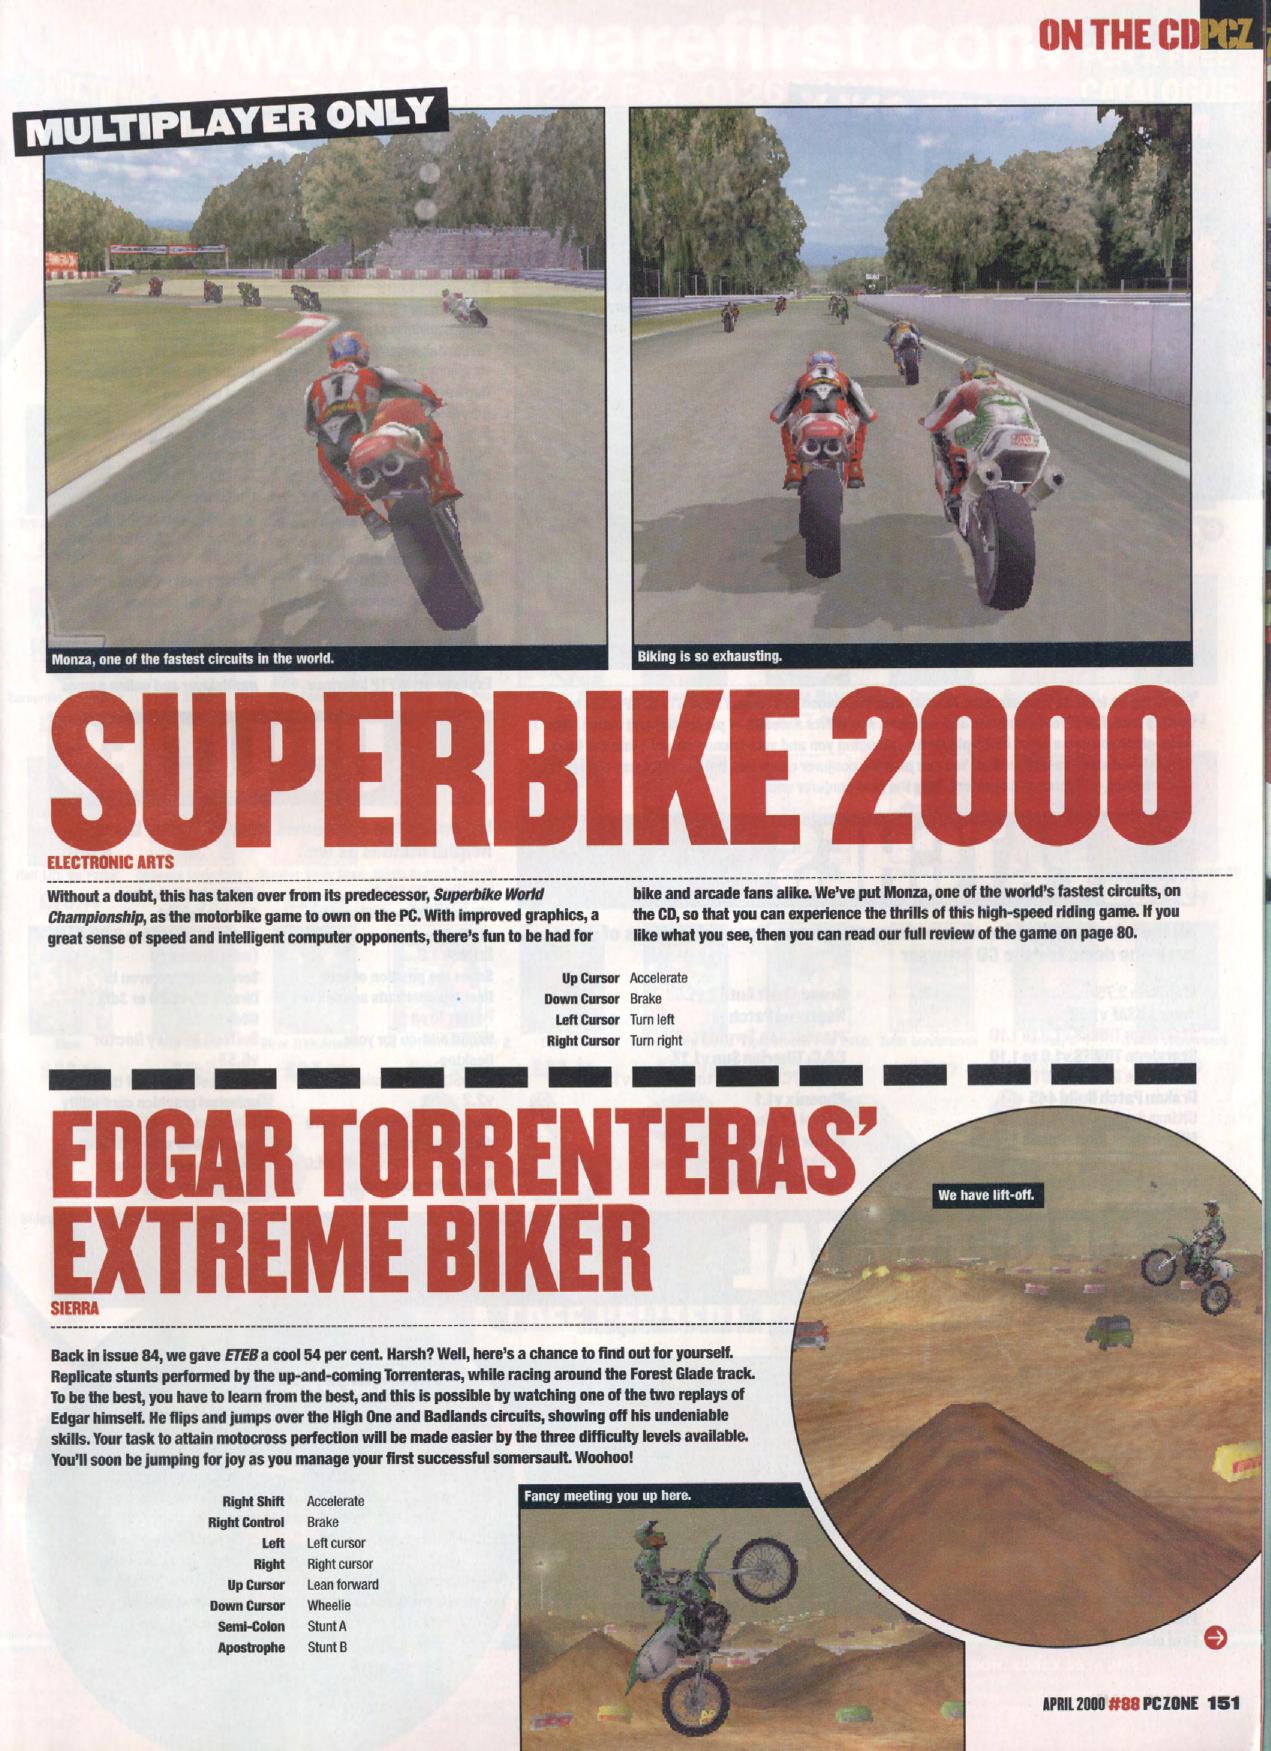 ON THE CD PCZ
MULTIPLAYER ONLY
Monza, one of the fastest circuits in the world.
Biking is so exhausting.
SUPERBIKE 2000
ELECTRONIC ARTS
Without a doubt, this has taken over from its predecessor, Superbike World
Championship, as the motorbike game to own on the PC. With improved graphics, a
great sense of speed and intelligent computer opponents, there's fun to be had for
bike and arcade fans alike. We've put Monza, one of the world's fastest circuits, on
the CD, so that you can experience the thrills of this high-speed riding game. If you
like what you see, then you can read our full review of the game on page 80.
Up Cursor Accelerate
Down Cursor Brake
Left Cursor Turn left
Right Cursor Turn right
EDGAR TORRENTERAS'
EXTREME BIKER
SIERRA
We have lift-off.
Back in issue 84, we gave ETEB a cool 54 per cent. Harsh? Well, here's a chance to find out for yourself.
Replicate stunts performed by the up-and-coming Torrenteras, while racing around the Forest Glade track.
To be the best, you have to learn from the best, and this is possible by watching one of the two replays of
Edgar himself. He flips and jumps over the High One and Badlands circuits, showing off his undeniable
skills. Your task to attain motocross perfection will be made easier by the three difficulty levels available.
You'll soon be jumping for joy as you manage your first successful somersault. Woohoo!
Right Shift Accelerate
Right Control Brake
Left Left cursor
Right Right cursor
Up Cursor Lean forward
Down Cursor Wheelie
Semi-Colon Stunt A
Apostrophe Stunt B
Fancy meeting you up here.
APRIL 2000 #88 PC ZONE 151